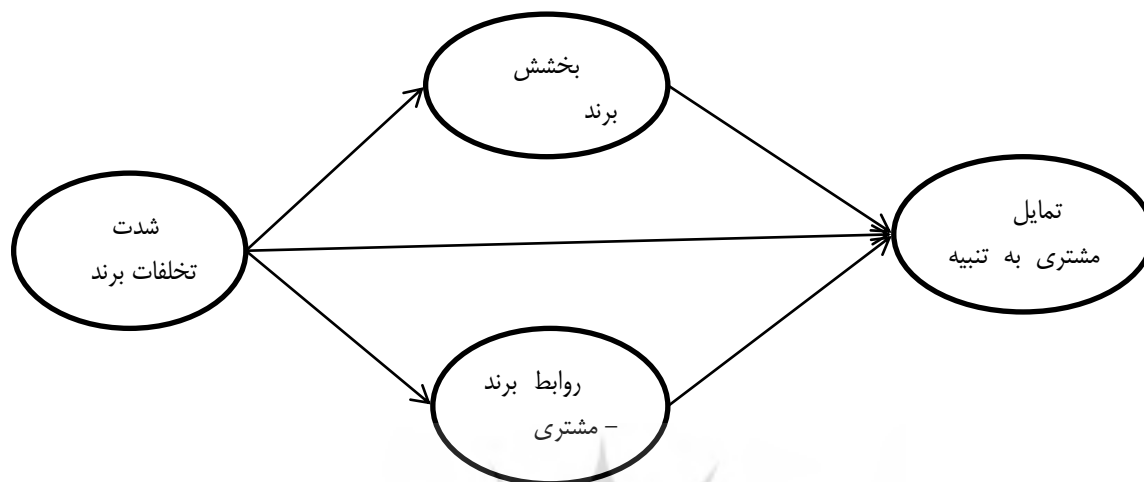 بخشش
برند
شدت
تخلفات برند
تمایل
مشتری به تنبیه
روابط برند
– مشتری